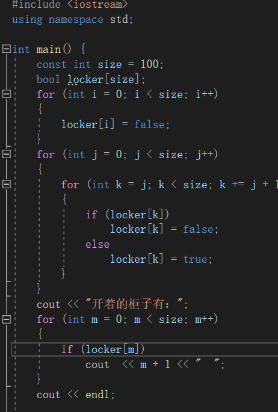 #include <iostream>
using namespace std;
int main() {
const int size = 100;
bool locker[size];
for (int i = 0; i < size; i++)
{
locker[i] = false;
}
for (int j = 0; j < size; j++)
{
for (int k = j; k < size; k += j + 1
{
if (locker[k])
locker[k] = false;
else
locker[k] = true;
}
}
cout << "开着的柜子有：";
for (int m = 0; m < size; m++)
{
if (locker[m])
cout << m + 1 << "  ";
}
cout << endl;